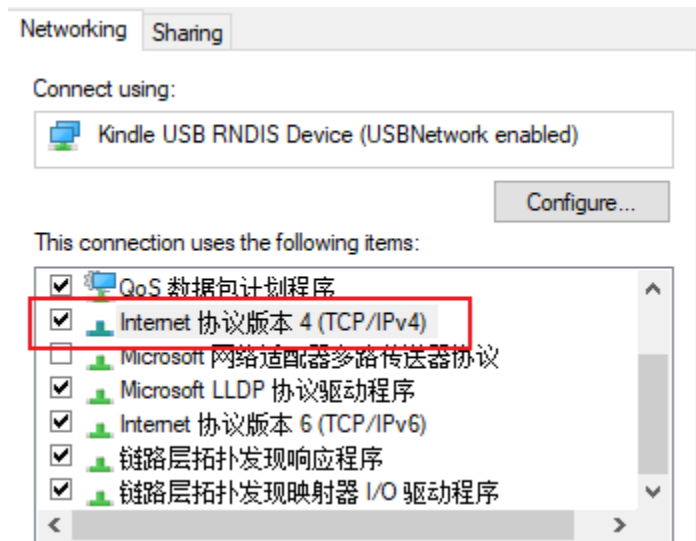 Networking Sharing
Connect using:
Kindle USB RNDIS Device (USBNetwork enabled)
Configure...
This connection uses the following items:
QoS 数据包计划程序
Internet 协议版本 4 (TCP/IPv4)
Microsoft 网络适配器多路传送器协议
Microsoft LLDP 协议驱动程序
Internet 协议版本 6 (TCP/IPv6)
链路层拓扑发现响应程序
链路层拓扑发现映射器 I/O 驱动程序